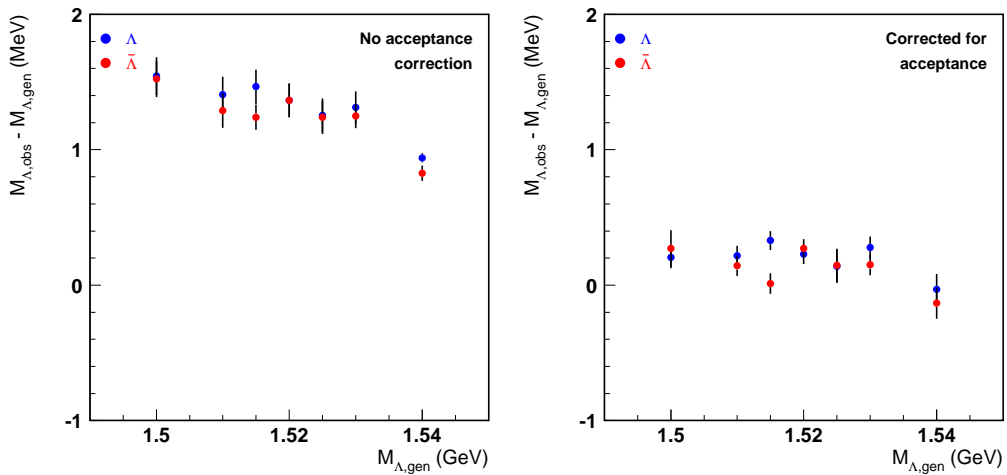 2
1
0
-1
M_Λ,obs - M_Λ,gen (MeV)
Λ
Λ̄
No acceptance
correction
1.5
1.52
1.54
M_Λ,gen (GeV)
2
1
0
-1
M_Λ,obs - M_Λ,gen (MeV)
Λ
Λ̄
Corrected for
acceptance
1.5
1.52
1.54
M_Λ,gen (GeV)